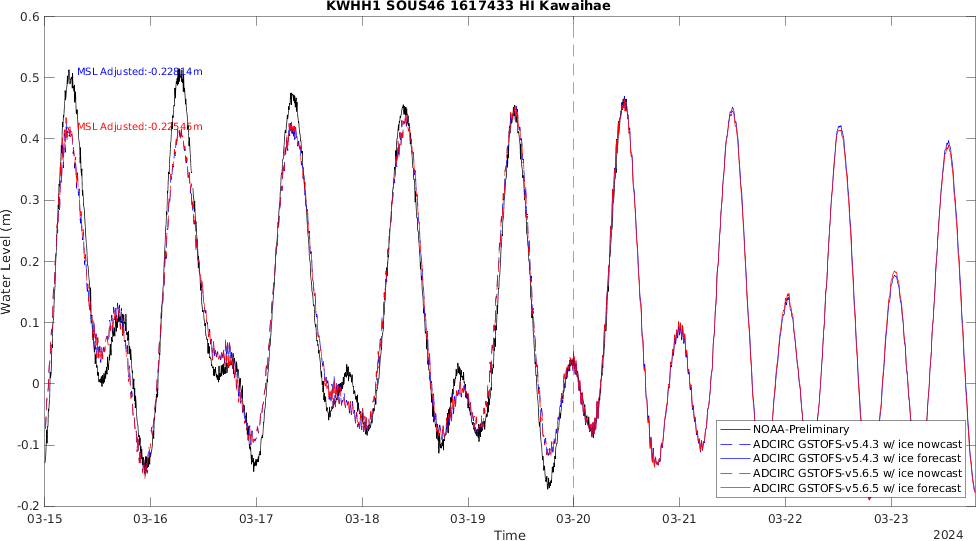 KWHH1 SOUS46 1617433 HI Kawaihae
0.6
0.5
0.4
0.3
0.2
0.1
0
-0.1
-0.2
Water Level (m)
MSL Adjusted:-0.22814m
MSL Adjusted:-0.22545m
NOAA-Preliminary
ADCIRC GSTOFS-v5.4.3 w/ ice nowcast
ADCIRC GSTOFS-v5.4.3 w/ ice forecast
ADCIRC GSTOFS-v5.6.5 w/ ice nowcast
ADCIRC GSTOFS-v5.6.5 w/ ice forecast
03-15 03-16 03-17 03-18 03-19 03-20 03-21 03-22 03-23
Time
2024